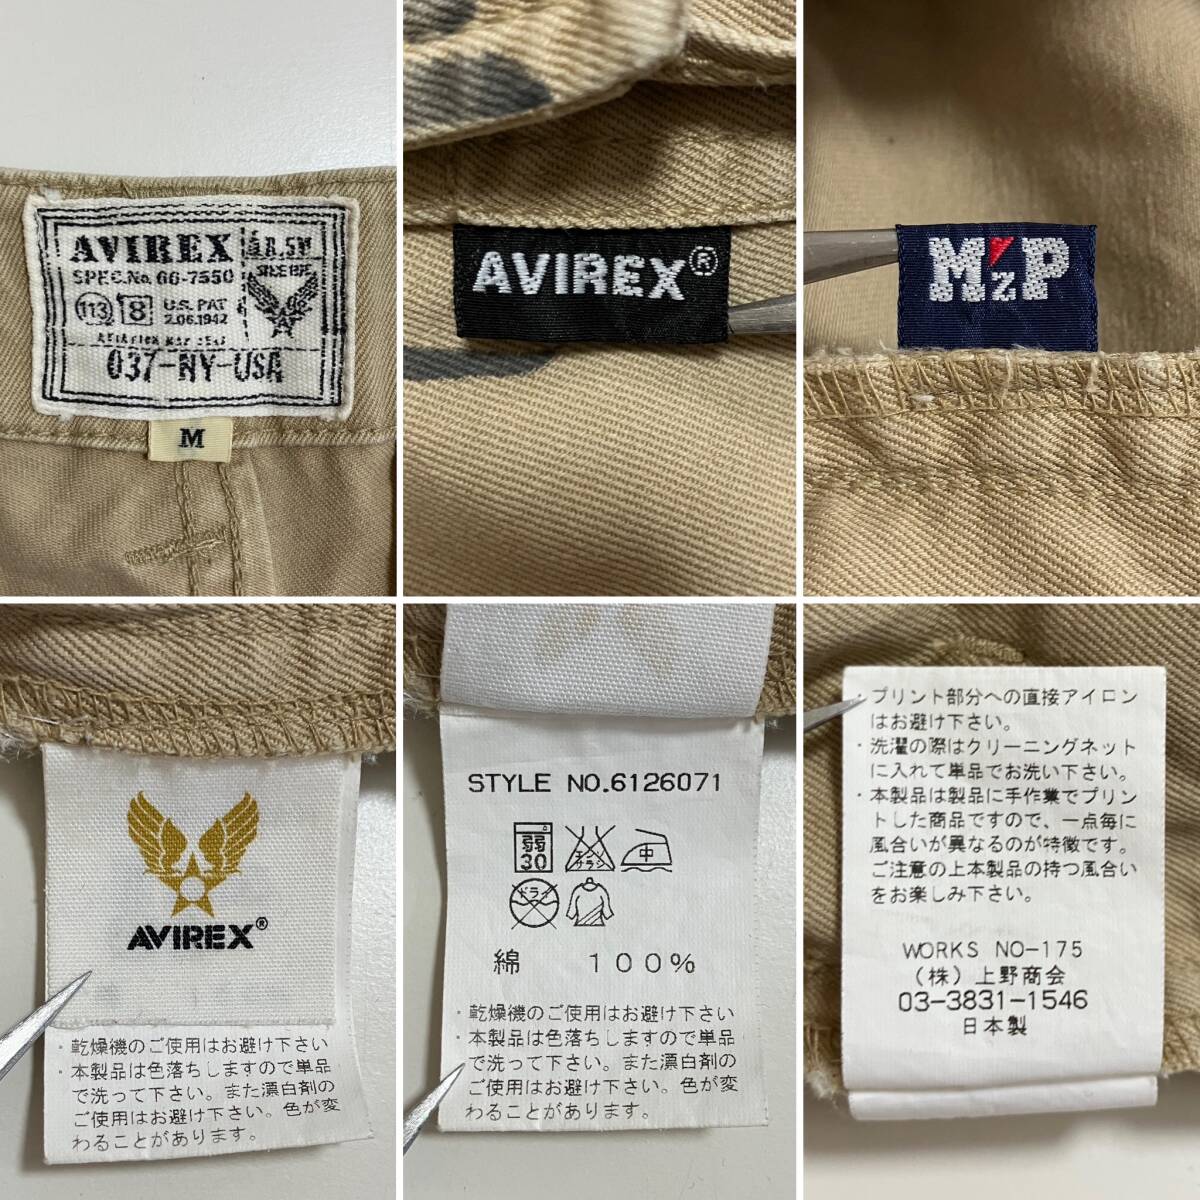 AVIREX
SPEC.No. 66-7550
113 18 U.S. PAT
2.06.1942
037-NY-USA
M
AVIREX®
MzP
AVIREX®
・乾燥機のご使用はお避け下さい
・本製品は色落ちしますので単品
で洗って下さい。また漂白剤の
ご使用はお避け下さい。色が変
わることがあります。
STYLE NO.6126071
弱
30
エンソ
サラシ
中
ドライ
綿 100%
・乾燥機のご使用はお避け下さい
・本製品は色落ちしますので単品
で洗って下さい。また漂白剤の
ご使用はお避け下さい。色が変
わることがあります。
・プリント部分への直接アイロン
はお避け下さい。
・洗濯の際はクリーニングネット
に入れて単品でお洗い下さい。
・本製品は製品に手作業でプリン
トした商品ですので、一点毎に
風合いが異なるのが特徴です。
ご注意の上本製品の持つ風合い
をお楽しみ下さい。
WORKS NO-175
(株)上野商会
03-3831-1546
日本製